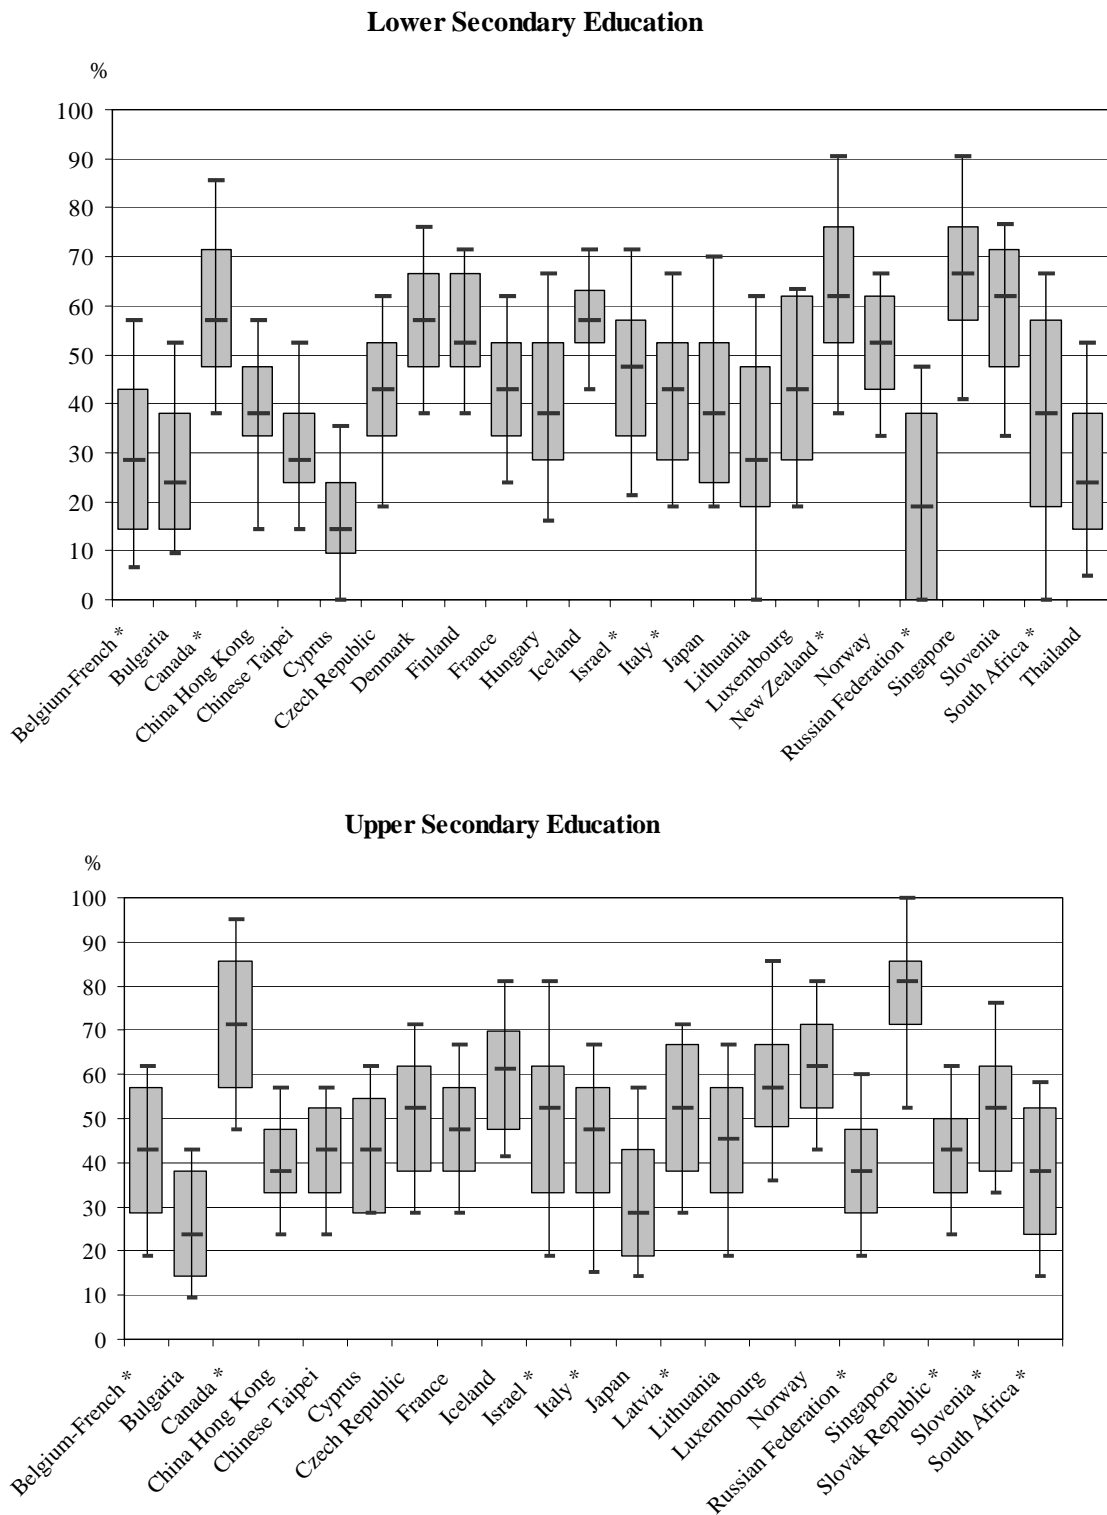 Lower Secondary Education
%
100
90
80
70
60
50
40
30
20
10
0
Belgium-French *
Bulgaria
Canada *
China Hong Kong
Chinese Taipei
Cyprus
Czech Republic
Denmark
Finland
France
Hungary
Iceland
Israel *
Italy *
Japan
Lithuania
Luxembourg
New Zealand *
Norway
Russian Federation *
Singapore
Slovenia
South Africa *
Thailand
Upper Secondary Education
%
100
90
80
70
60
50
40
30
20
10
0
Belgium-French *
Bulgaria
Canada *
China Hong Kong
Chinese Taipei
Cyprus
Czech Republic
France
Iceland
Israel *
Italy *
Japan
Latvia *
Lithuania
Luxembourg
Norway
Russian Federation *
Singapore
Slovak Republic *
Slovenia *
South Africa *